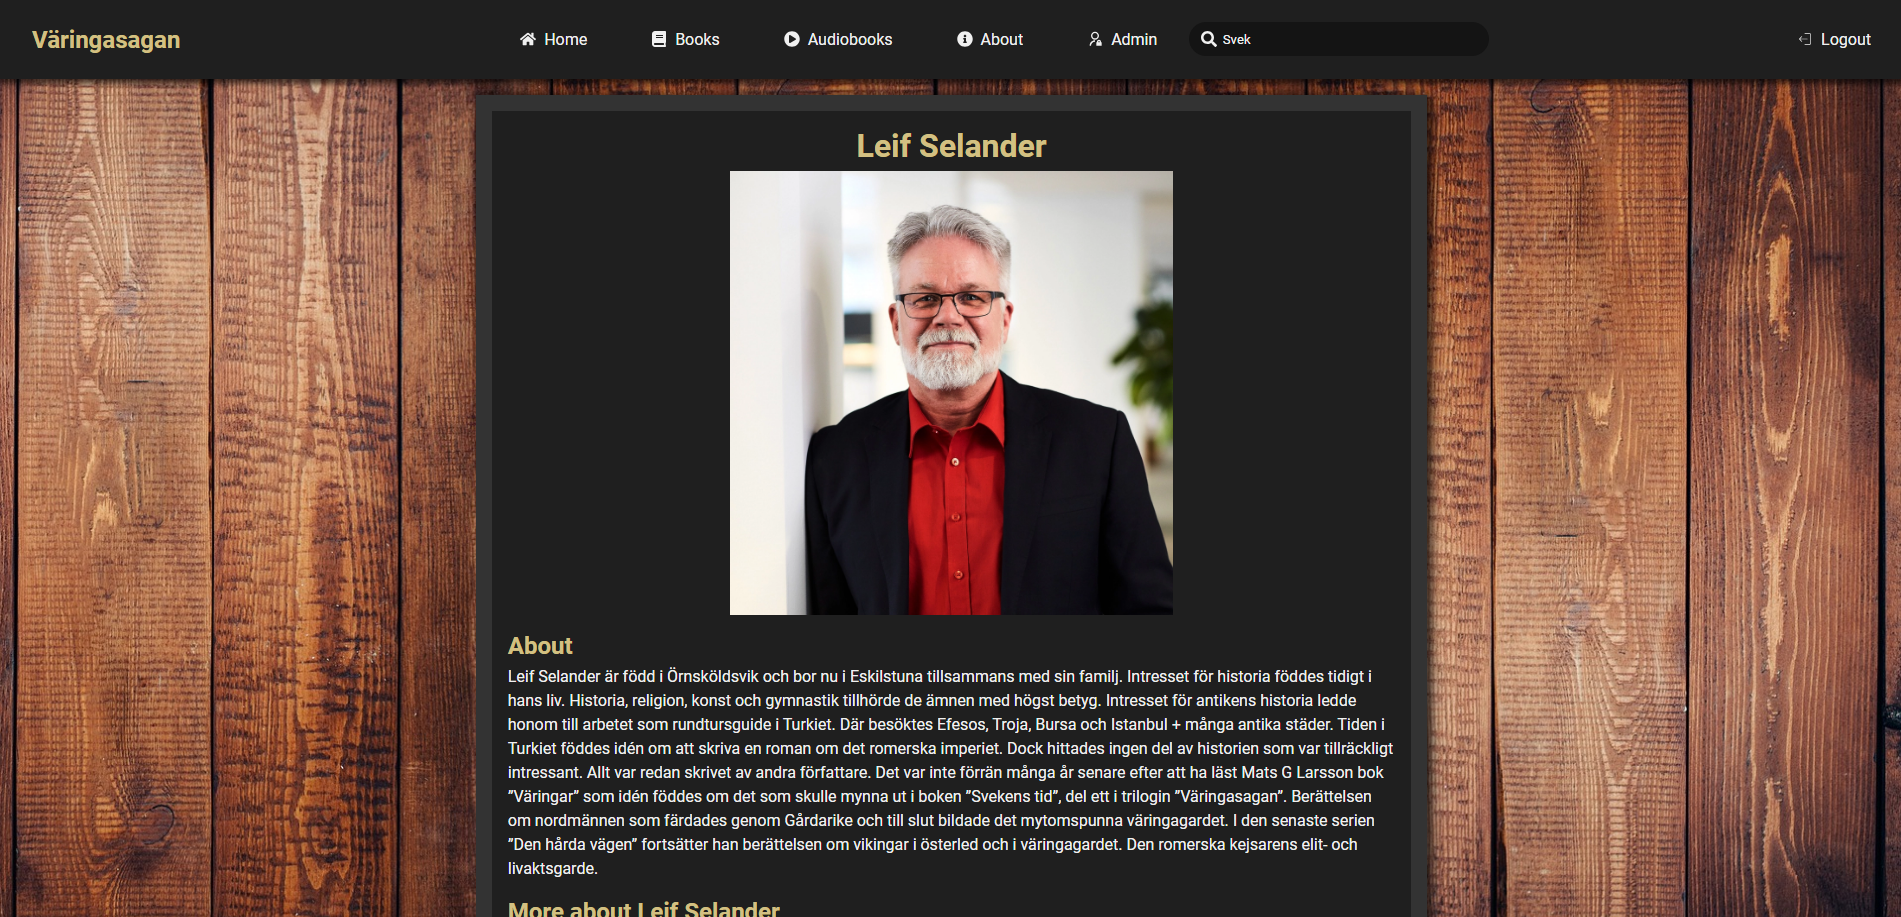 Väringasagan
Home
Books
Audiobooks
About
Admin
Svek
Logout
Leif Selander
About
Leif Selander är född i Örnsköldsvik och bor nu i Eskilstuna tillsammans med sin familj. Intresset för historia föddes tidigt i
hans liv. Historia, religion, konst och gymnastik tillhörde de ämnen med högst betyg. Intresset för antikens historia ledde
honom till arbetet som rundtursguide i Turkiet. Där besöktes Efesos, Troja, Bursa och Istanbul + många antika städer. Tiden i
Turkiet föddes idén om att skriva en roman om det romerska imperiet. Dock hittades ingen del av historien som var tillräckligt
intressant. Allt var redan skrivet av andra författare. Det var inte förrän många år senare efter att ha läst Mats G Larsson bok
”Väringar” som idén föddes om det som skulle mynna ut i boken ”Svekens tid”, del ett i trilogin ”Väringasagan”. Berättelsen
om nordmännen som färdades genom Gårdarike och till slut bildade det mytomspunna väringagardet. I den senaste serien
”Den hårda vägen” fortsätter han berättelsen om vikingar i österled och i väringagardet. Den romerska kejsarens elit- och
livaktsgarde.
More about Leif Selander